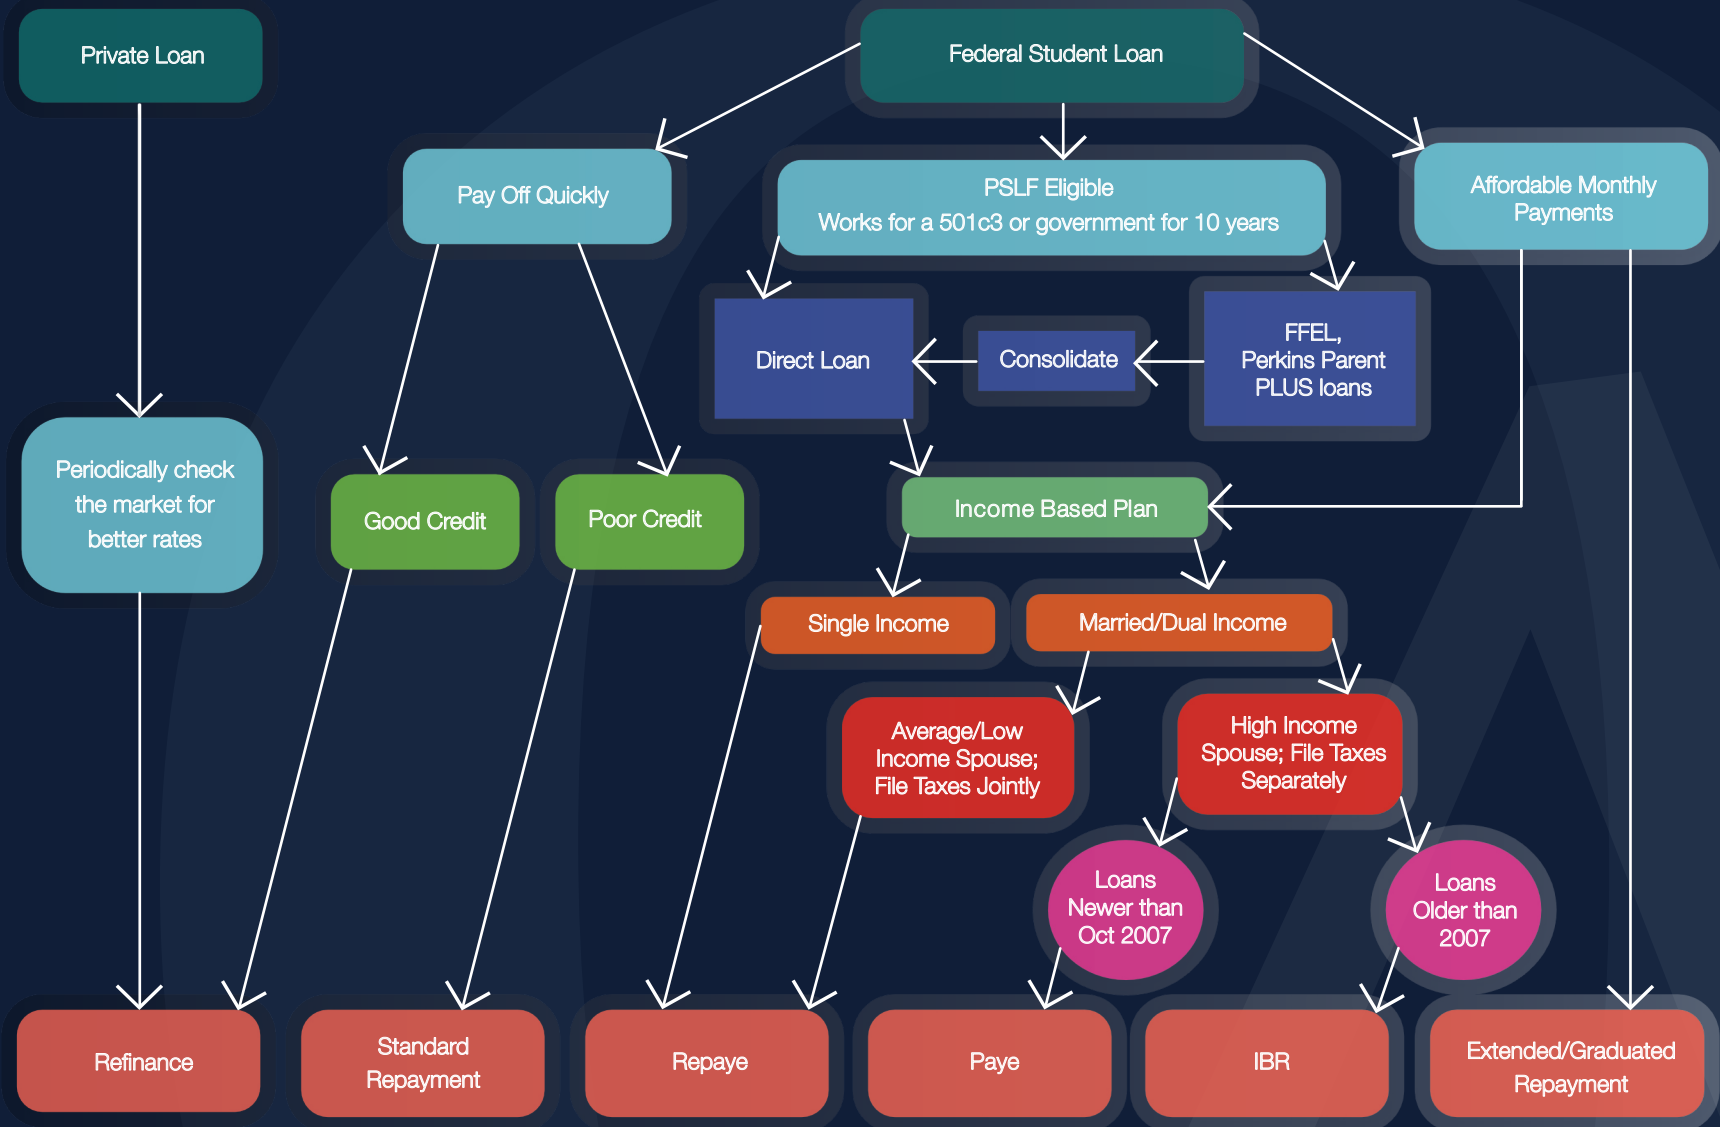 Private Loan
Federal Student Loan
Pay Off Quickly
PSLF Eligible
Works for a 501c3 or government for 10 years
Affordable Monthly
Payments
Direct Loan
Consolidate
FFEL,
Perkins Parent
PLUS loans
Periodically check
the market for
better rates
Good Credit
Poor Credit
Income Based Plan
Single Income
Married/Dual Income
Average/Low
Income Spouse;
File Taxes Jointly
High Income
Spouse; File Taxes
Separately
Loans
Newer than
Oct 2007
Loans
Older than
2007
Refinance
Standard
Repayment
Repaye
Paye
IBR
Extended/Graduated
Repayment